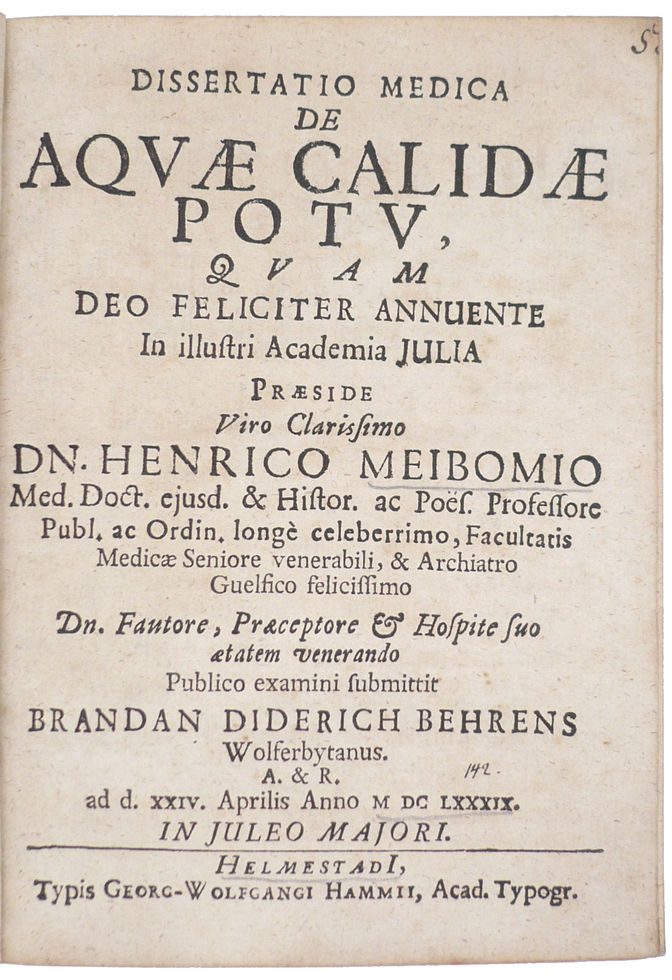 DISSERTATIO MEDICA
DE
AQVÆ CALIDÆ
POTV,
QVAM
DEO FELICITER ANNUENTE
In illuſtri Academia JULIA
PRÆSIDE
Viro Clarisſimo
DN. HENRICO MEIBOMIO
Med. Doct. ejusd. & Hiſtor. ac Poëſ. Profeſſore
Publ. ac Ordin. longè celeberrimo, Facultatis
Medicæ Seniore venerabili, & Archiatro
Guelfico feliciſſimo
Dn. Fautore, Præceptore & Hoſpite ſuo
ætatem venerando
Publico examini ſubmittit
BRANDAN DIDERICH BEHRENS
Wolferbytanus.
A. & R.
142.
ad d. XXIV. Aprilis Anno M DC LXXXIX.
IN JULEO MAJORI.
HELMESTADI,
Typis GEORG-WOLFGANGI HAMMII, Acad. Typogr.